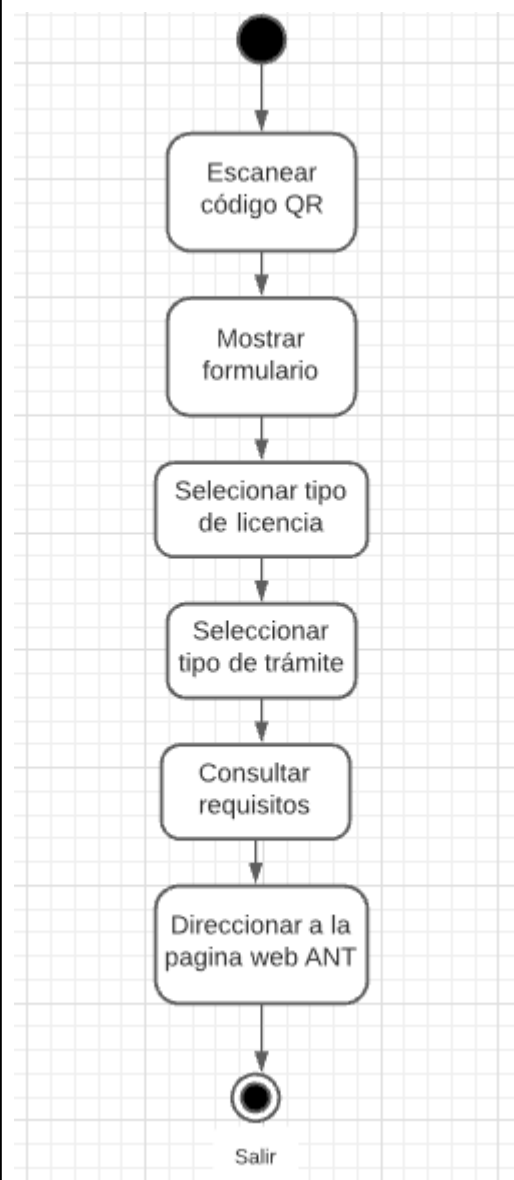 Escanear
código QR
Mostrar
formulario
Selecionar tipo
de licencia
Seleccionar
tipo de trámite
Consultar
requisitos
Direccionar a la
pagina web ANT
Salir